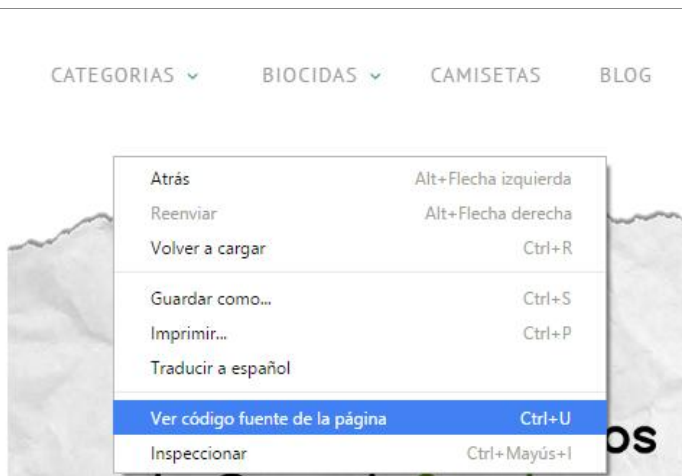 CATEGORIAS BIOCIDAS CAMISETAS BLOG
Atrás Alt+Flecha izquierda
Reenviar Alt+Flecha derecha
Volver a cargar Ctrl+R
Guardar como... Ctrl+S
Imprimir... Ctrl+P
Traducir a español
Ver código fuente de la página Ctrl+U
Inspeccionar Ctrl+Mayús+I